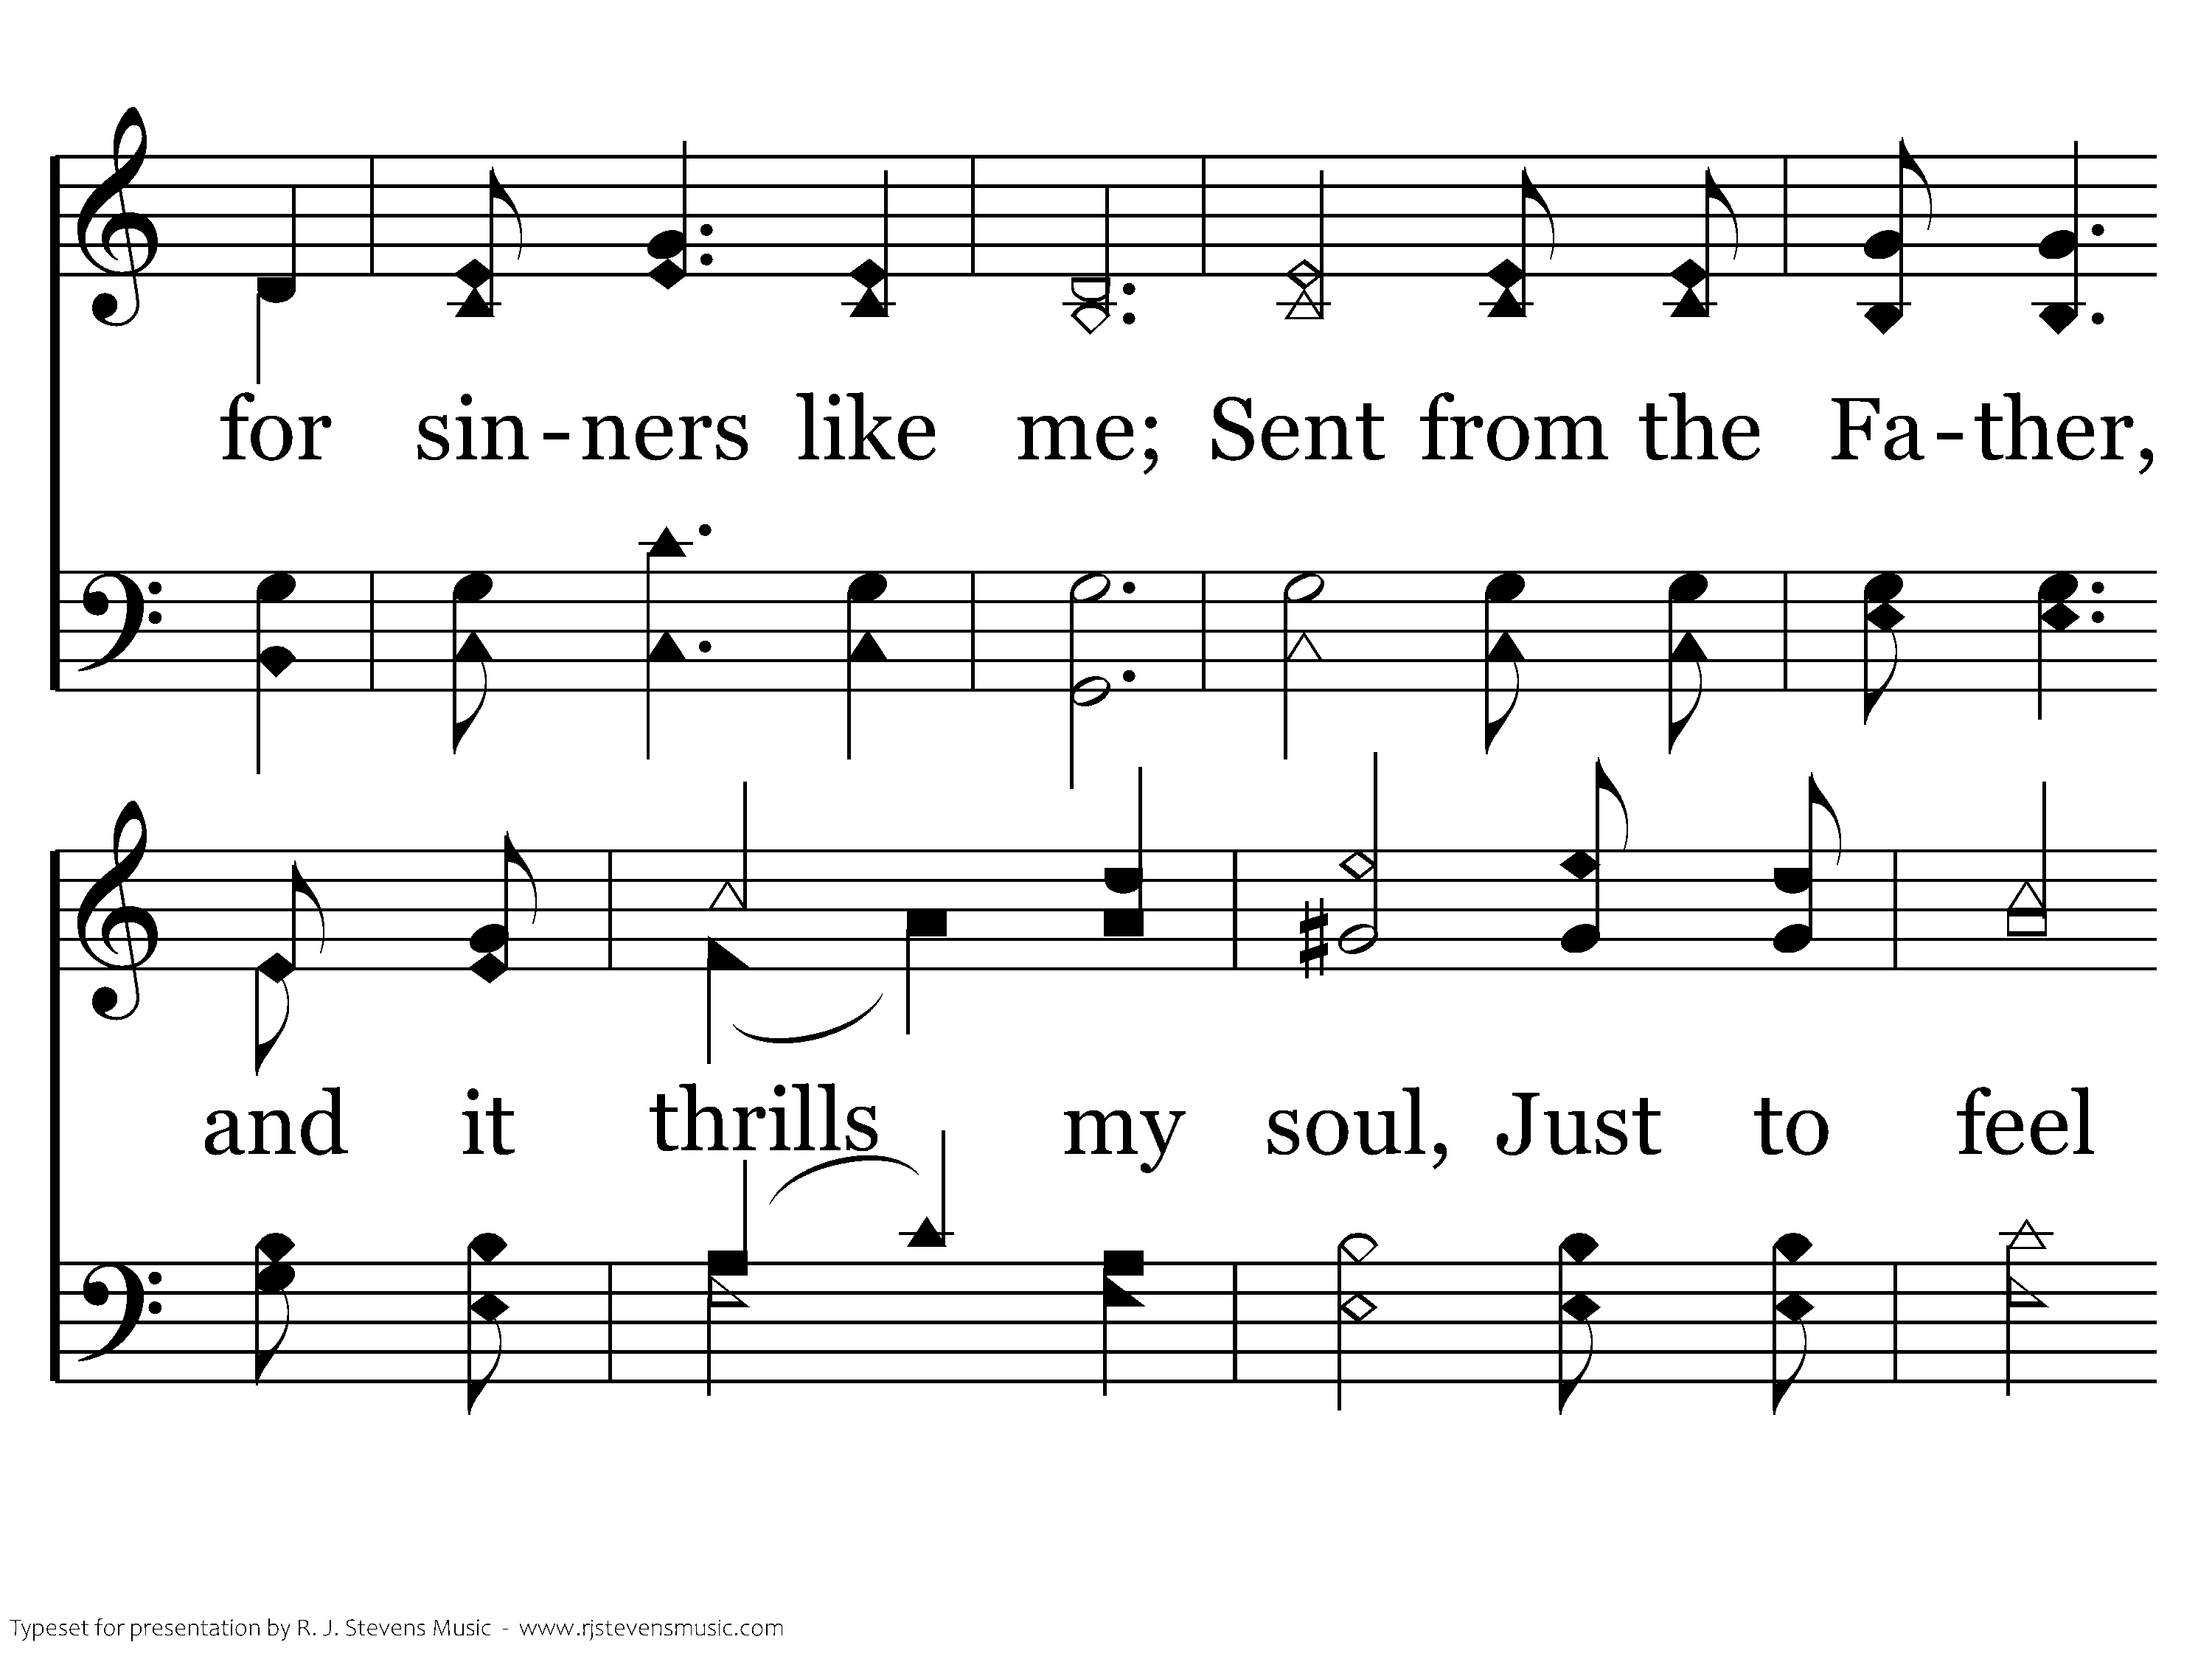 for sin-ners like me; Sent from the Fa-ther,
and it thrills my soul, Just to feel
Typeset for presentation by R. J. Stevens Music - www.rjstevensmusic.com